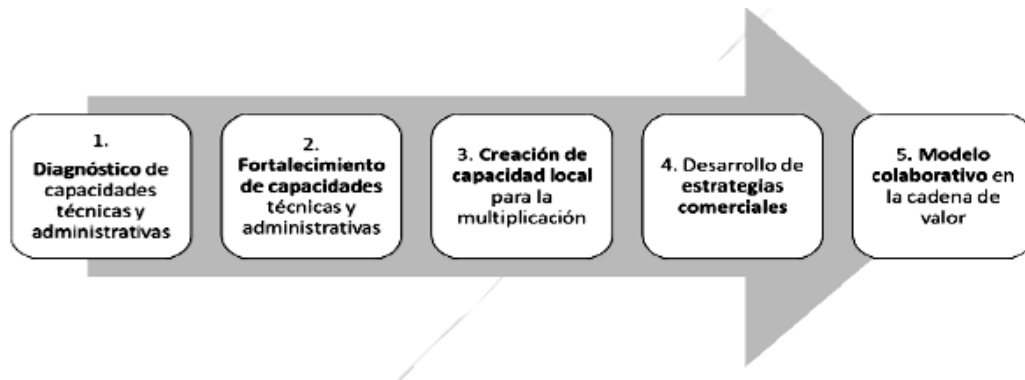 1.
Diagnóstico de
capacidades
técnicas y
administrativas
2.
Fortalecimiento
de capacidades
técnicas y
administrativas
3. Creación de
capacidad local
para la
multiplicación
4. Desarrollo de
estrategias
comerciales
5. Modelo
colaborativo en
la cadena de
valor